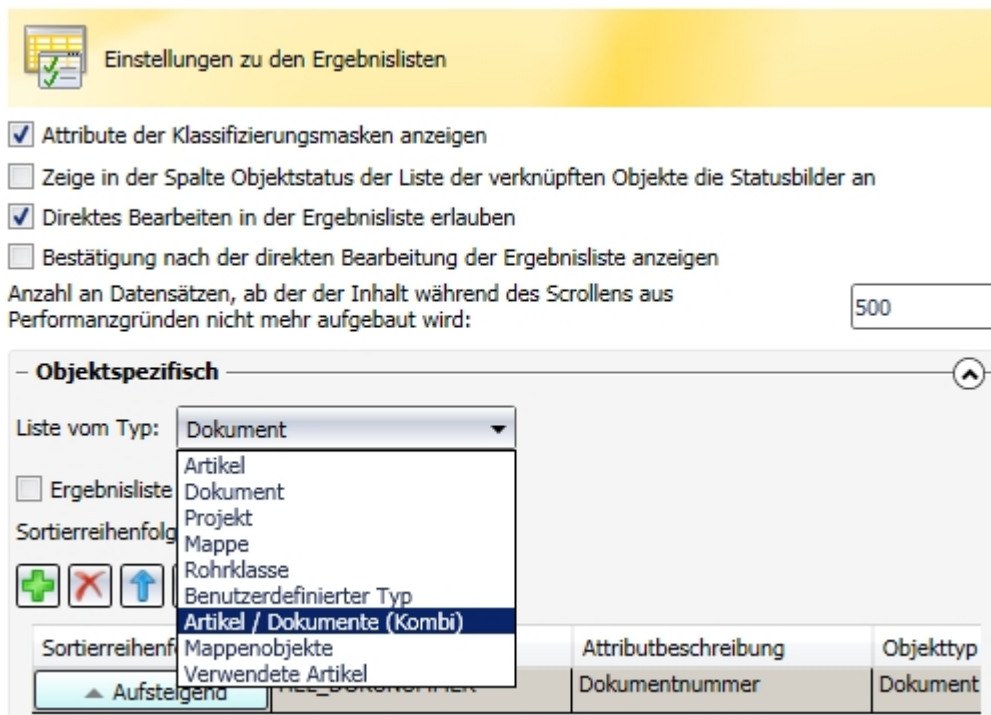 Einstellungen zu den Ergebnislisten
Attribute der Klassifizierungsmasken anzeigen
Zeige in der Spalte Objektstatus der Liste der verknüpften Objekte die Statusbilder an
Direktes Bearbeiten in der Ergebnisliste erlauben
Bestätigung nach der direkten Bearbeitung der Ergebnisliste anzeigen
Anzahl an Datensätzen, ab der der Inhalt während des Scrollens aus
Performanzgründen nicht mehr aufgebaut wird:
500
Objektspezifisch
Liste vom Typ: Dokument
Artikel
Ergebnisliste Dokument
Projekt
Sortierreihenfolg
Mappe
Rohrklasse
Benutzerdefinierter Typ
Artikel / Dokumente (Kombi)
Sortierreihenf Mappenobjekte Attributbeschreibung Objekttyp
Verwendete Artikel
Aufsteigend Dokumentnummer Dokument